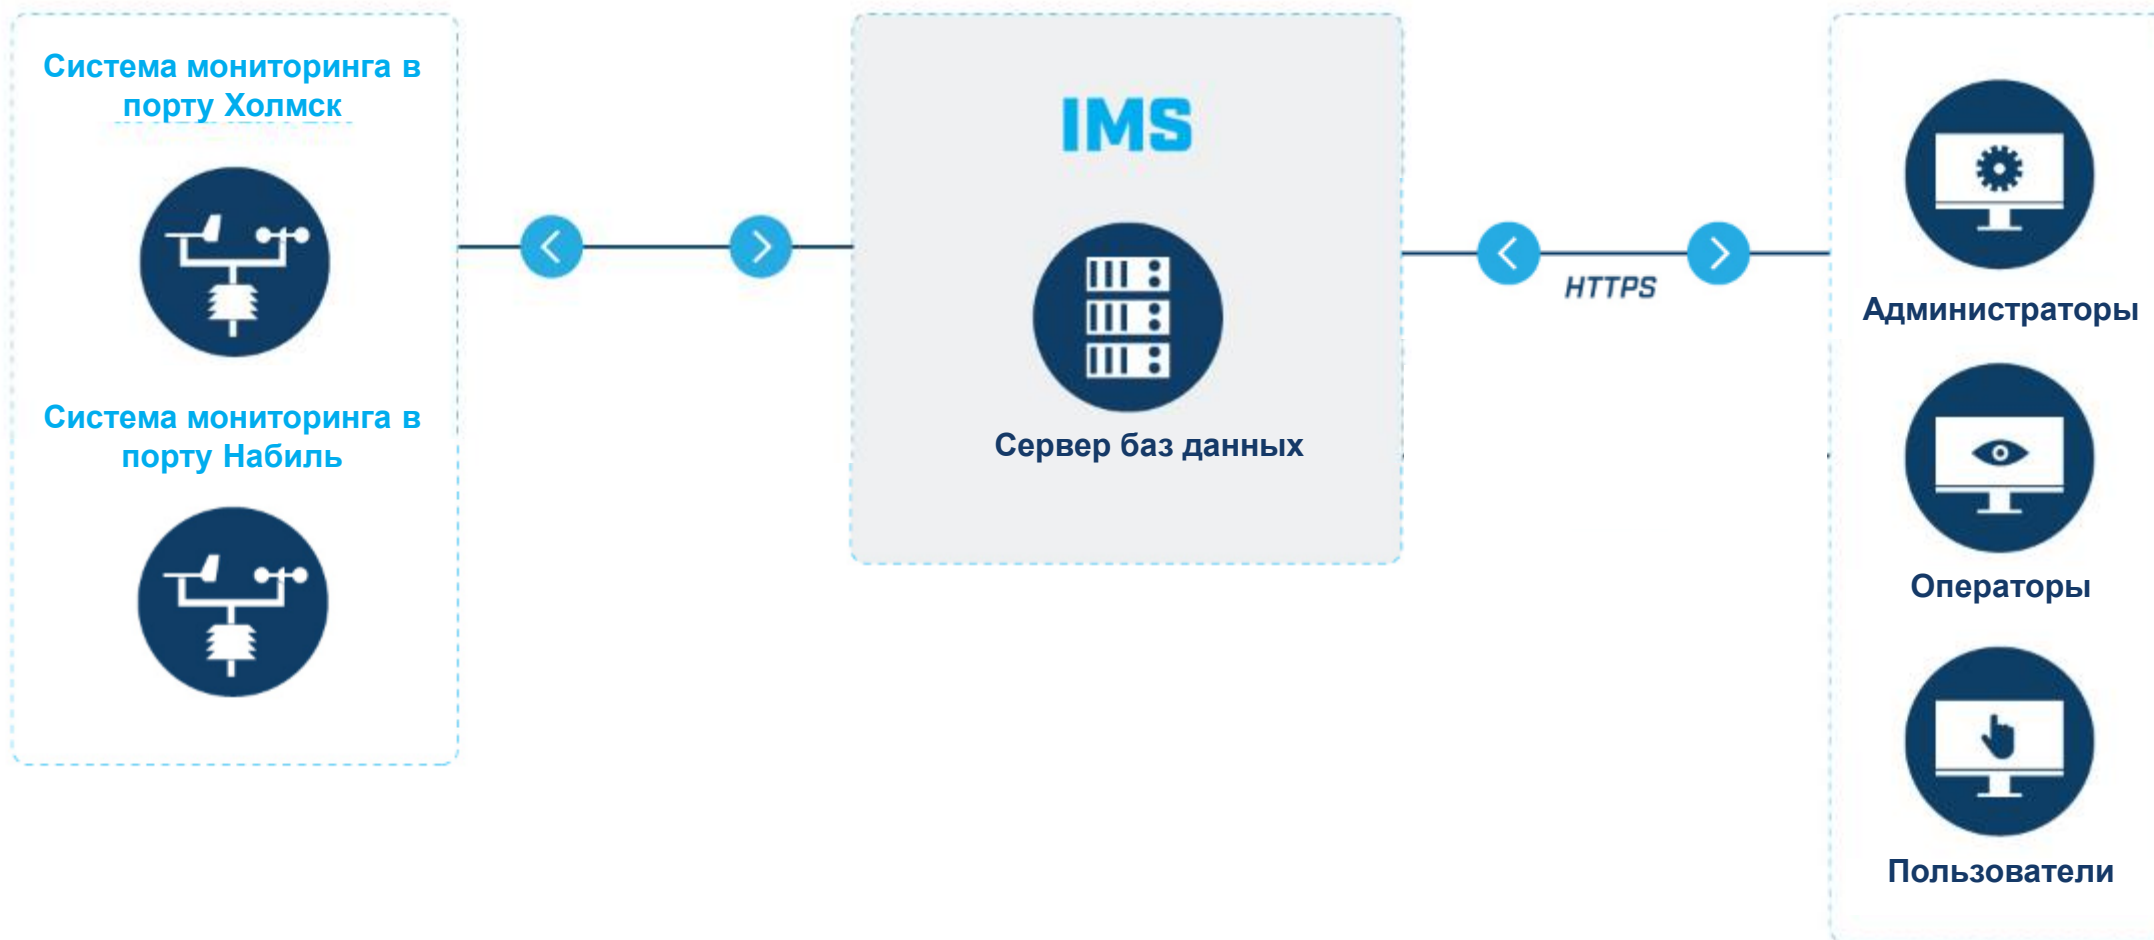 Система мониторинга в
порту Холмск
Система мониторинга в
порту Набиль
IMS
Сервер баз данных
HTTPS
Администраторы
Операторы
Пользователи